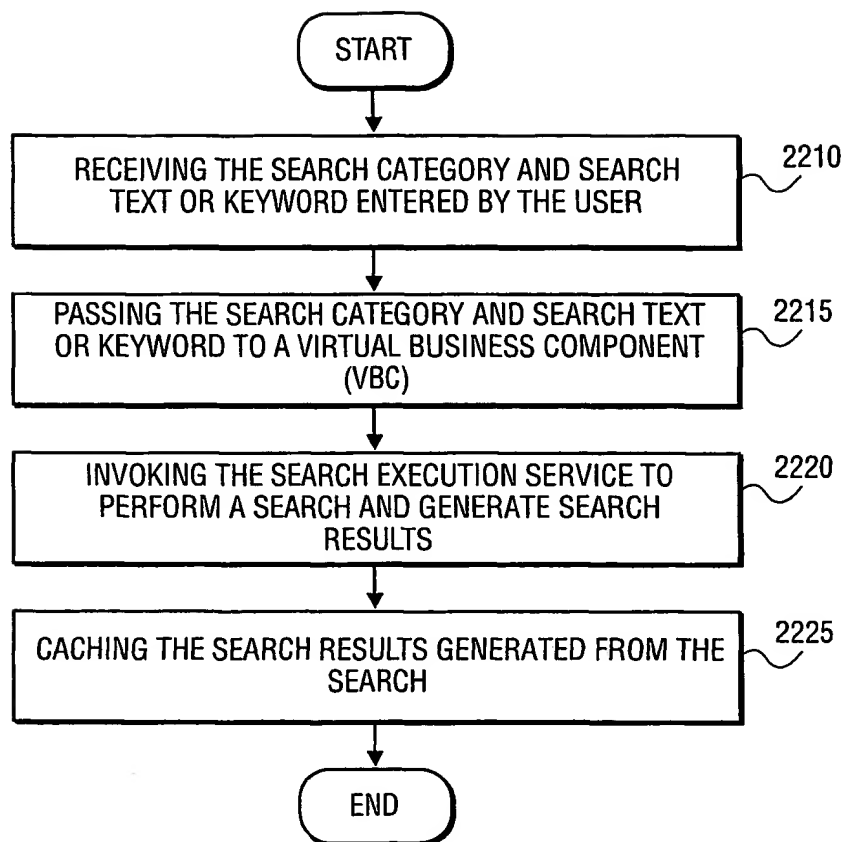 START
RECEIVING THE SEARCH CATEGORY AND SEARCH
TEXT OR KEYWORD ENTERED BY THE USER
2210
PASSING THE SEARCH CATEGORY AND SEARCH TEXT
OR KEYWORD TO A VIRTUAL BUSINESS COMPONENT
(VBC)
2215
INVOKING THE SEARCH EXECUTION SERVICE TO
PERFORM A SEARCH AND GENERATE SEARCH
RESULTS
2220
CACHING THE SEARCH RESULTS GENERATED FROM THE
SEARCH
2225
END